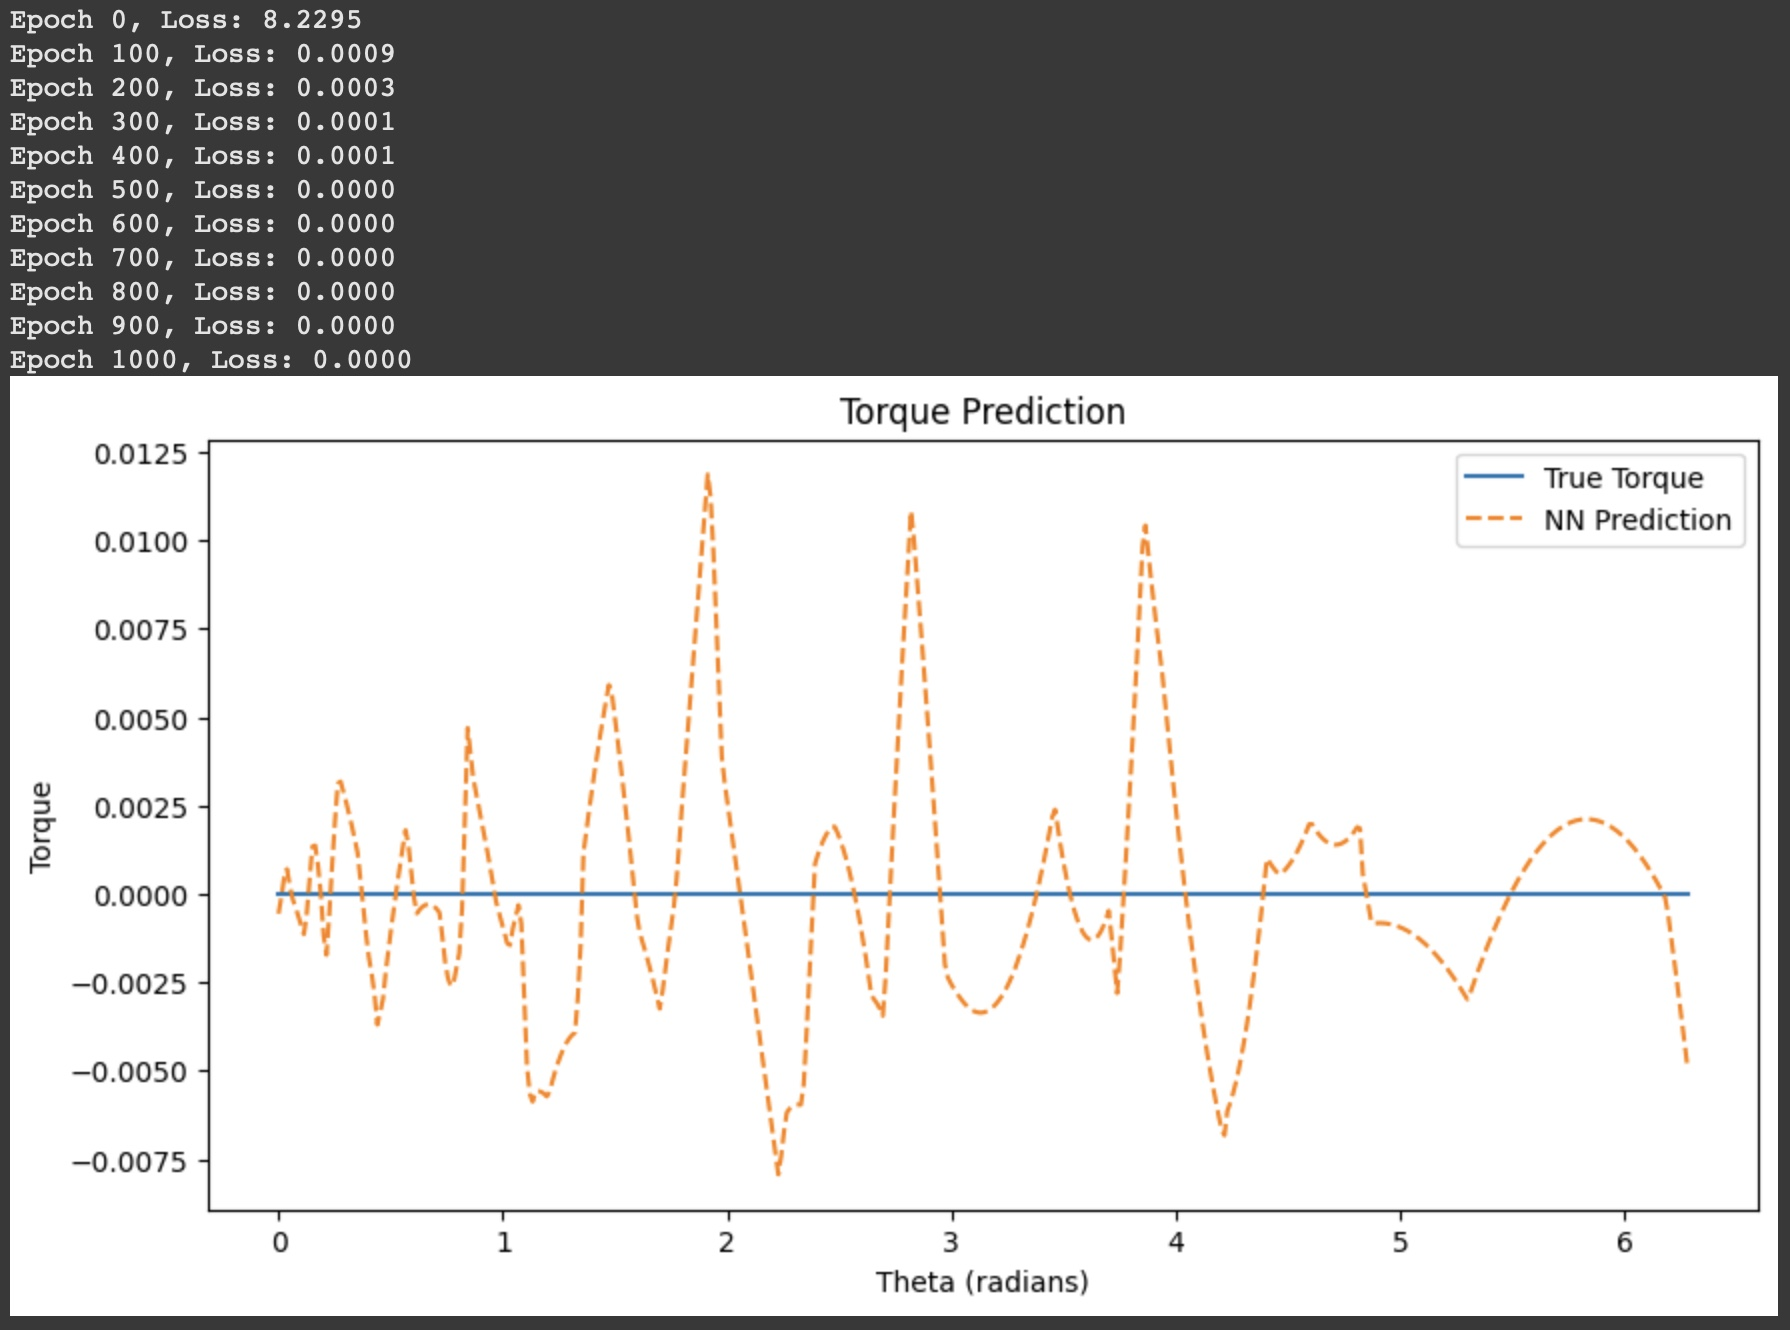 Epoch 0, Loss: 8.2295
Epoch 100, Loss: 0.0009
Epoch 200, Loss: 0.0003
Epoch 300, Loss: 0.0001
Epoch 400, Loss: 0.0001
Epoch 500, Loss: 0.0000
Epoch 600, Loss: 0.0000
Epoch 700, Loss: 0.0000
Epoch 800, Loss: 0.0000
Epoch 900, Loss: 0.0000
Epoch 1000, Loss: 0.0000
Torque Prediction
True Torque
NN Prediction
Torque
0.0125
0.0100
0.0075
0.0050
0.0025
0.0000
−0.0025
−0.0050
−0.0075
0 1 2 3 4 5 6
Theta (radians)